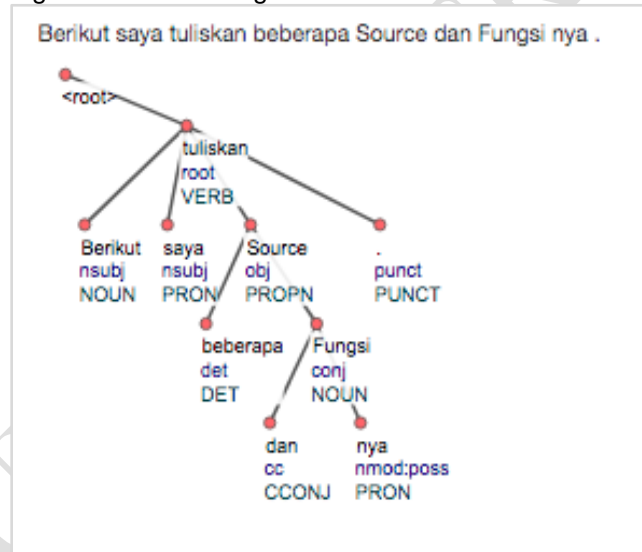 Berikut saya tuliskan beberapa Source dan Fungsi nya .
<root>
tuliskan
root
VERB
Berikut saya Source .
nsubj nsubj obj punct
NOUN PRON PROPN PUNCT
beberapa Fungsi
det conj
DET NOUN
dan nya
cc nmod:poss
CCONJ PRON